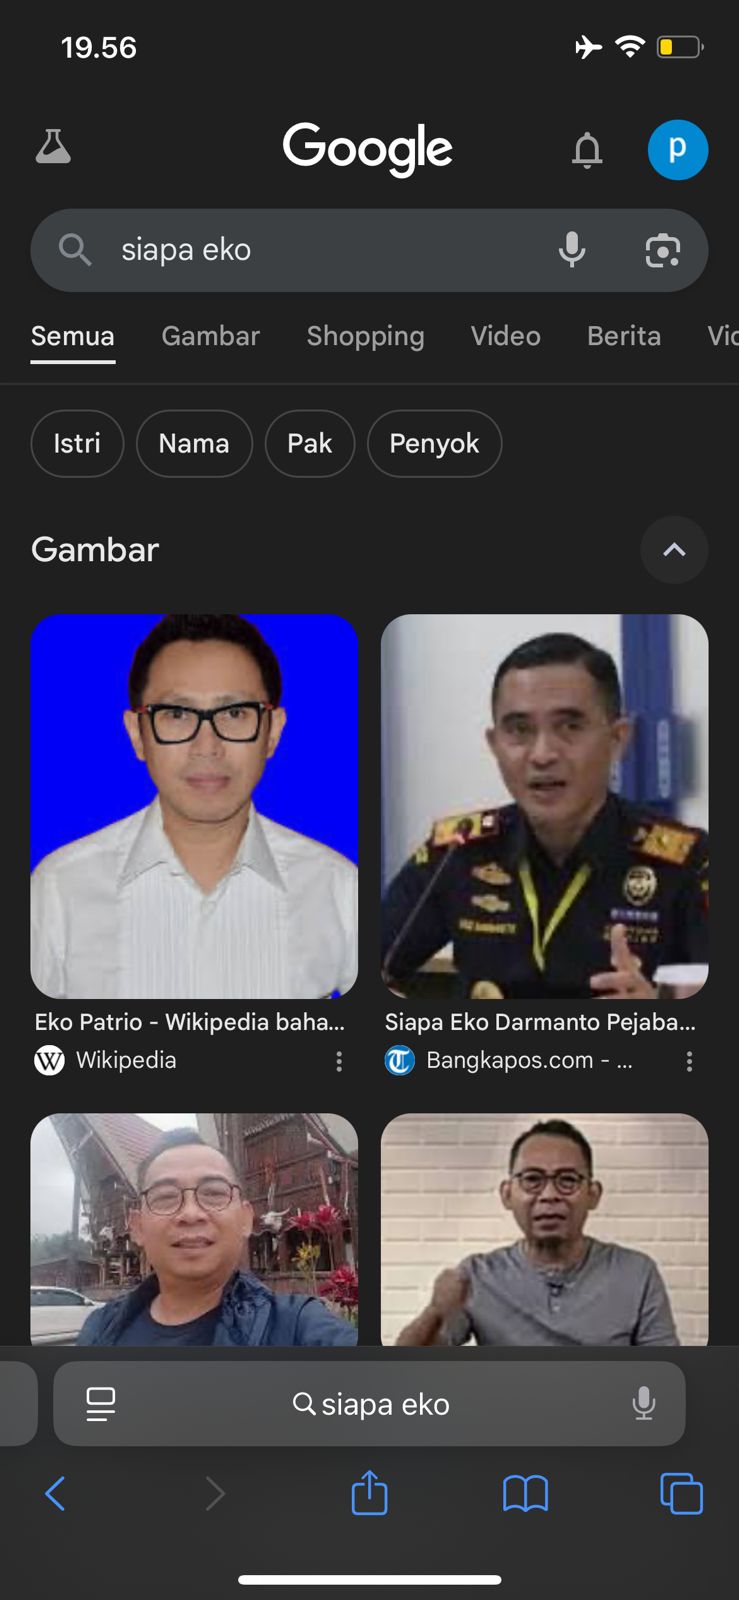 19.56
Google
p
siapa eko
Semua Gambar Shopping Video Berita Vic
Istri Nama Pak Penyok
Gambar
Eko Patrio - Wikipedia baha...
Siapa Eko Darmanto Pejaba...
W Wikipedia
Bangkapos.com - ...
siapa eko